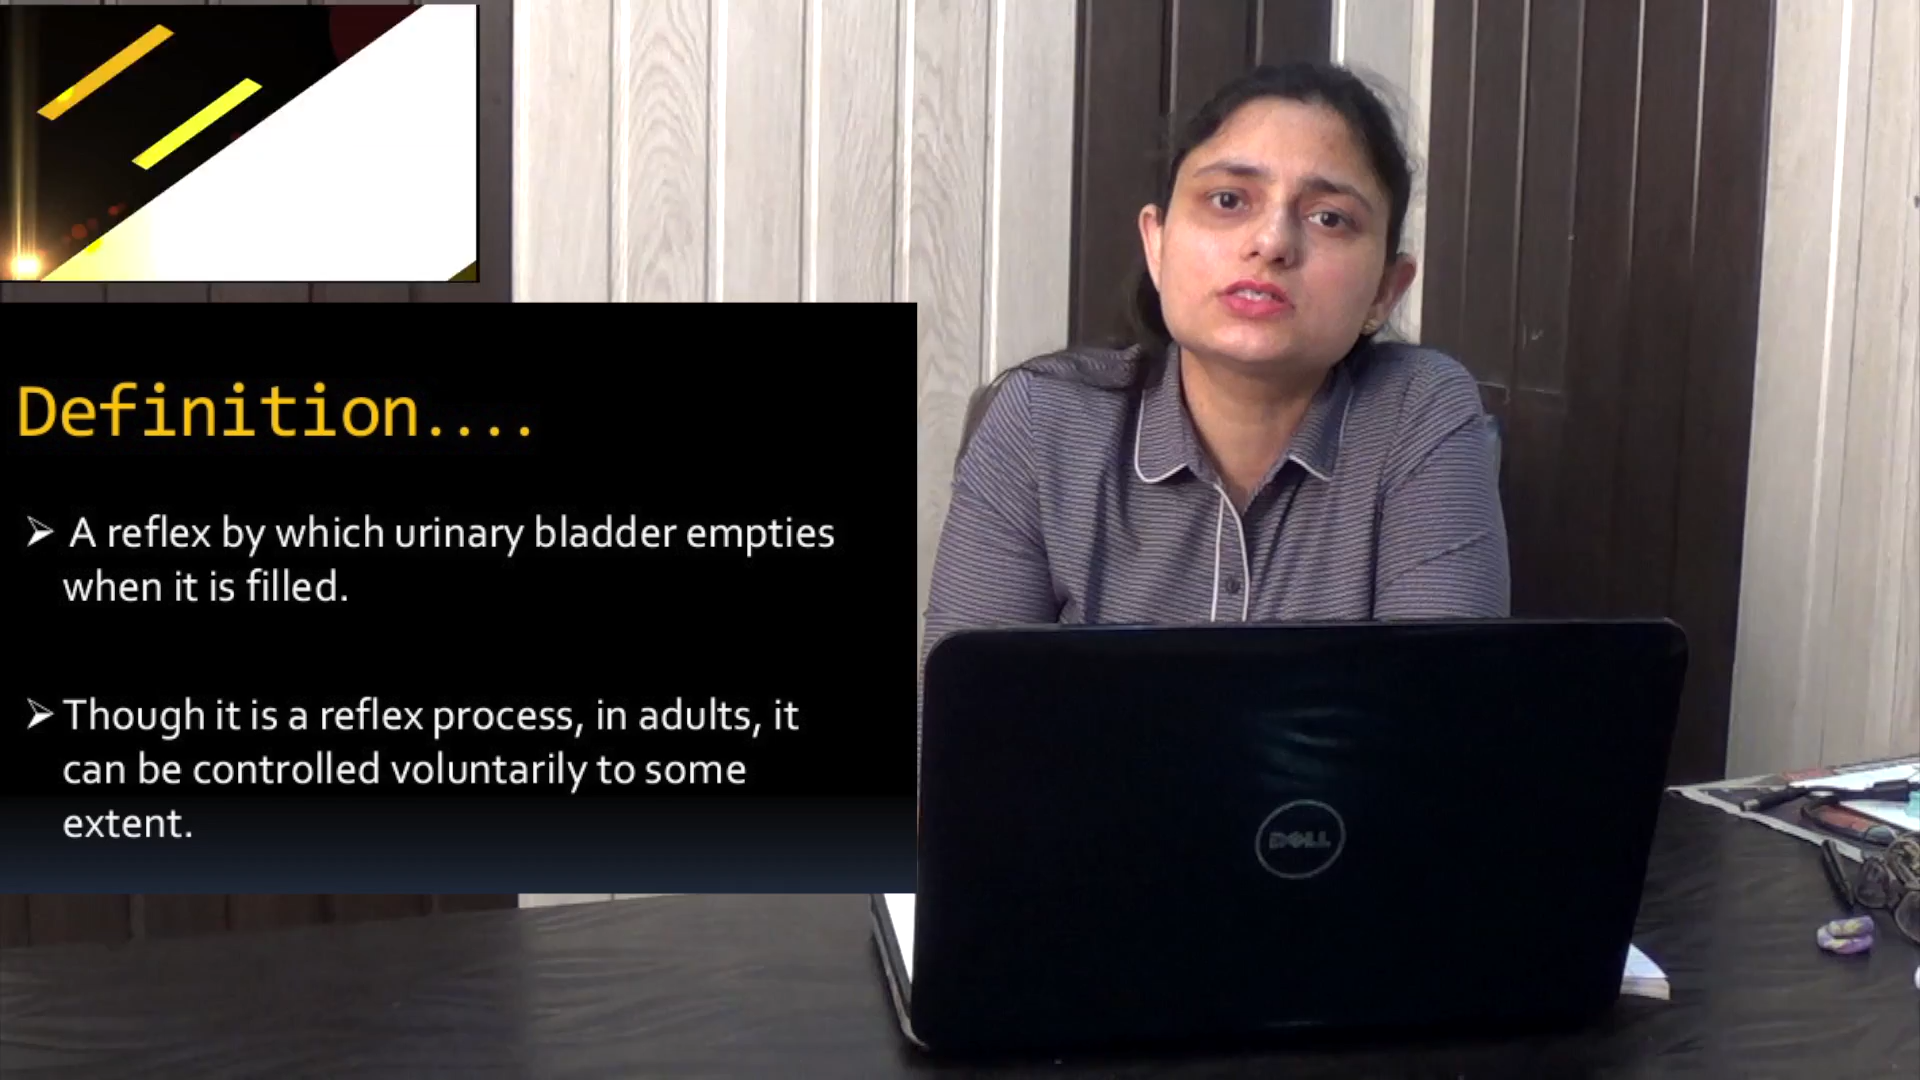 Definition....
➢ A reflex by which urinary bladder empties
when it is filled.
➢ Though it is a reflex process, in adults, it
can be controlled voluntarily to some
extent.
DELL